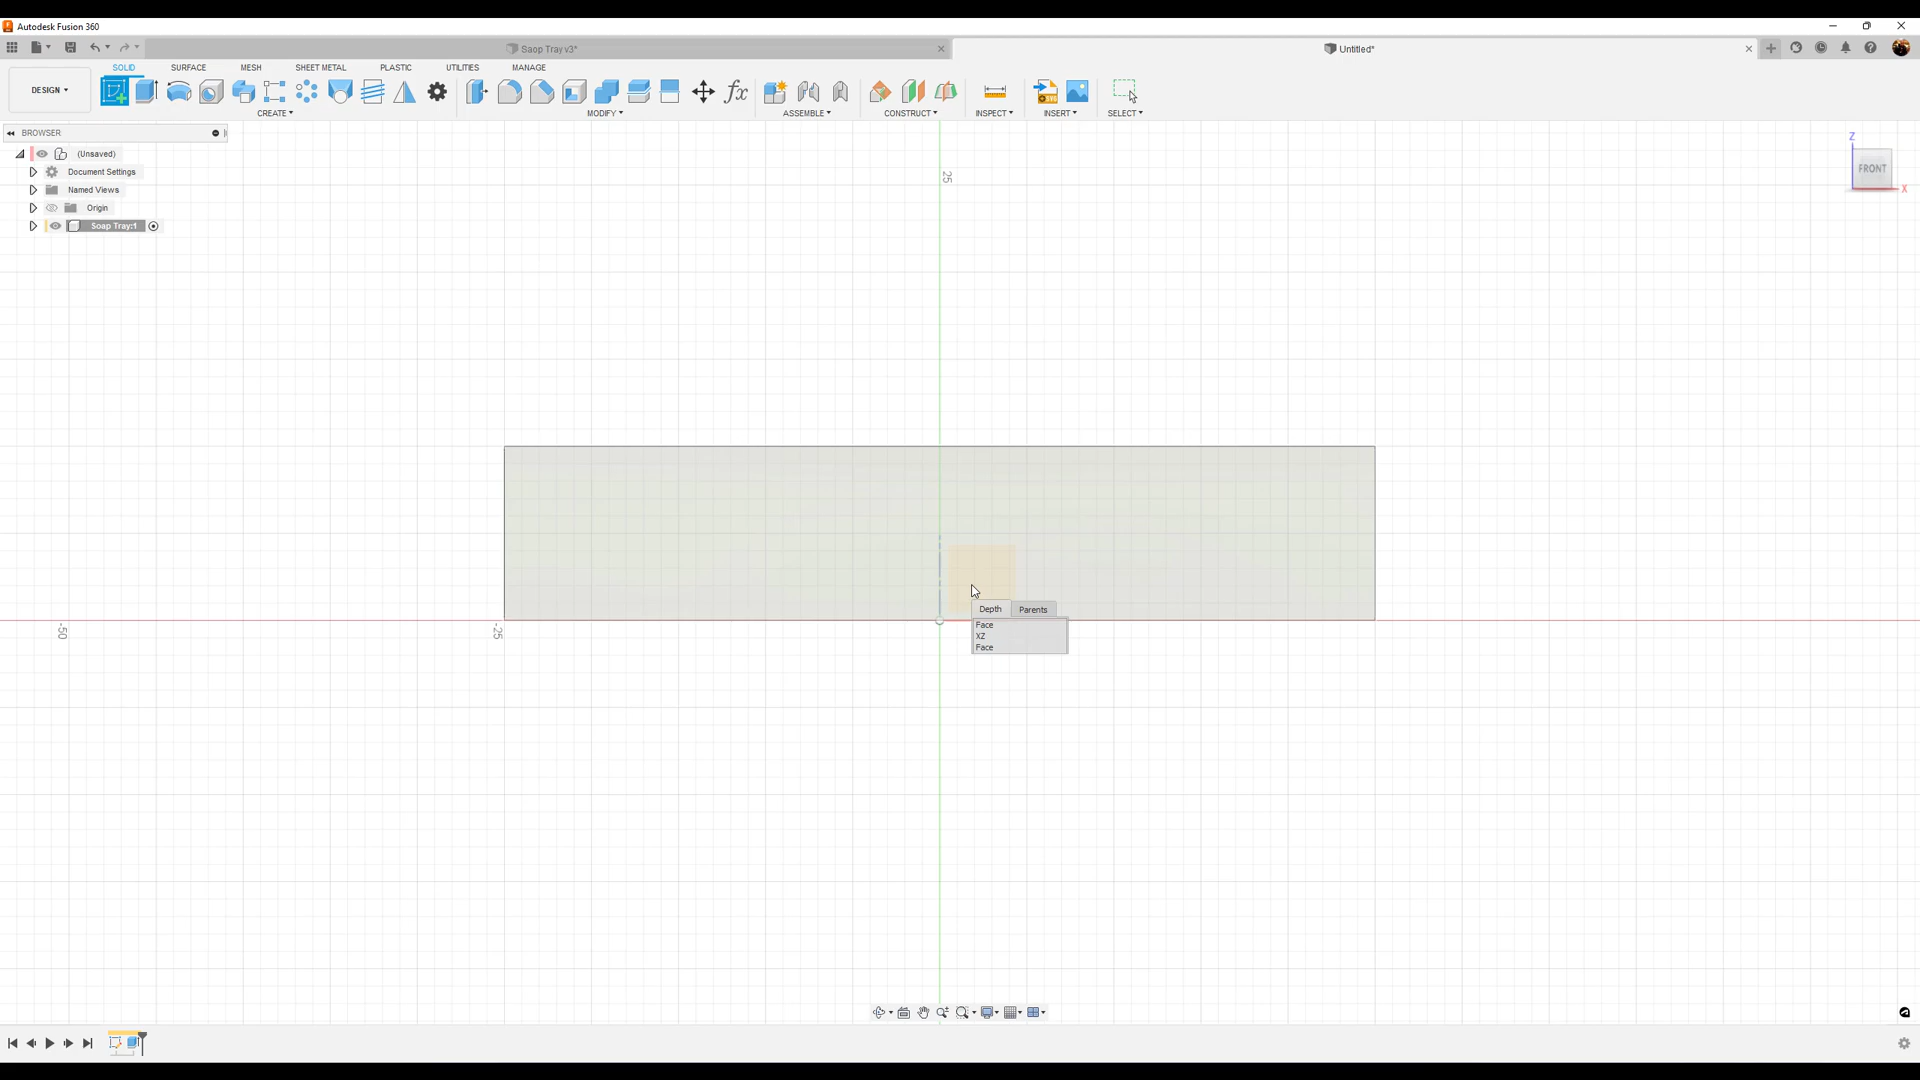 Autodesk Fusion 360
Saop Tray v3*
Untitled*
DESIGN
SOLID SURFACE MESH SHEET METAL PLASTIC UTILITIES MANAGE
CREATE MODIFY ASSEMBLE CONSTRUCT INSPECT INSERT SELECT
BROWSER
(Unsaved)
Document Settings
Named Views
Origin
Soap Tray:1
Z
FRONT
X
25
-50
-25
Depth Parents
Face
XZ
Face